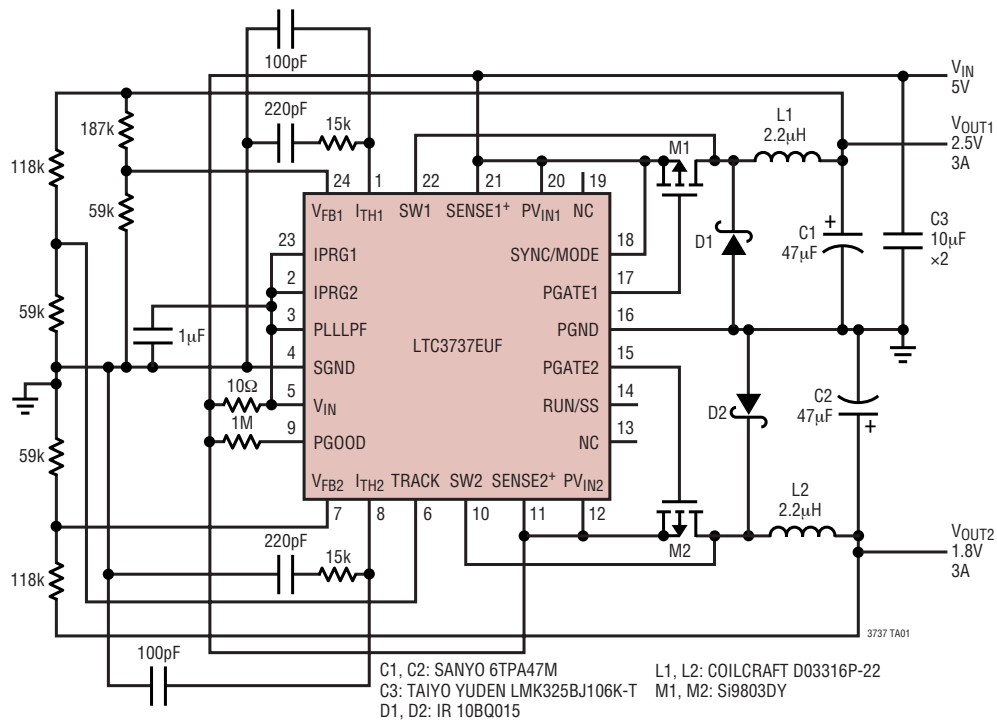 100pF
V_IN
5V
220pF
15k
187k
118k
L1
2.2µH
V_OUT1
2.5V
3A
M1
24
1
22
21
20
19
59k
V_FB1
I_TH1
SW1
SENSE1+
PV_IN1
NC
23
IPRG1
SYNC/MODE
18
D1
C1
47µF
+
C3
10µF
×2
2
IPRG2
PGATE1
17
59k
1µF
3
PLLLPF
PGND
16
LTC3737EUF
4
SGND
PGATE2
15
10Ω
5
V_IN
RUN/SS
14
D2
C2
47µF
+
1M
9
PGOOD
NC
13
59k
V_FB2
I_TH2
TRACK
SW2
SENSE2+
PV_IN2
7
8
6
10
11
12
M2
L2
2.2µH
V_OUT2
1.8V
3A
220pF
15k
118k
3737 TA01
100pF
C1, C2: SANYO 6TPA47M
C3: TAIYO YUDEN LMK325BJ106K-T
D1, D2: IR 10BQ015
L1, L2: COILCRAFT D03316P-22
M1, M2: Si9803DY